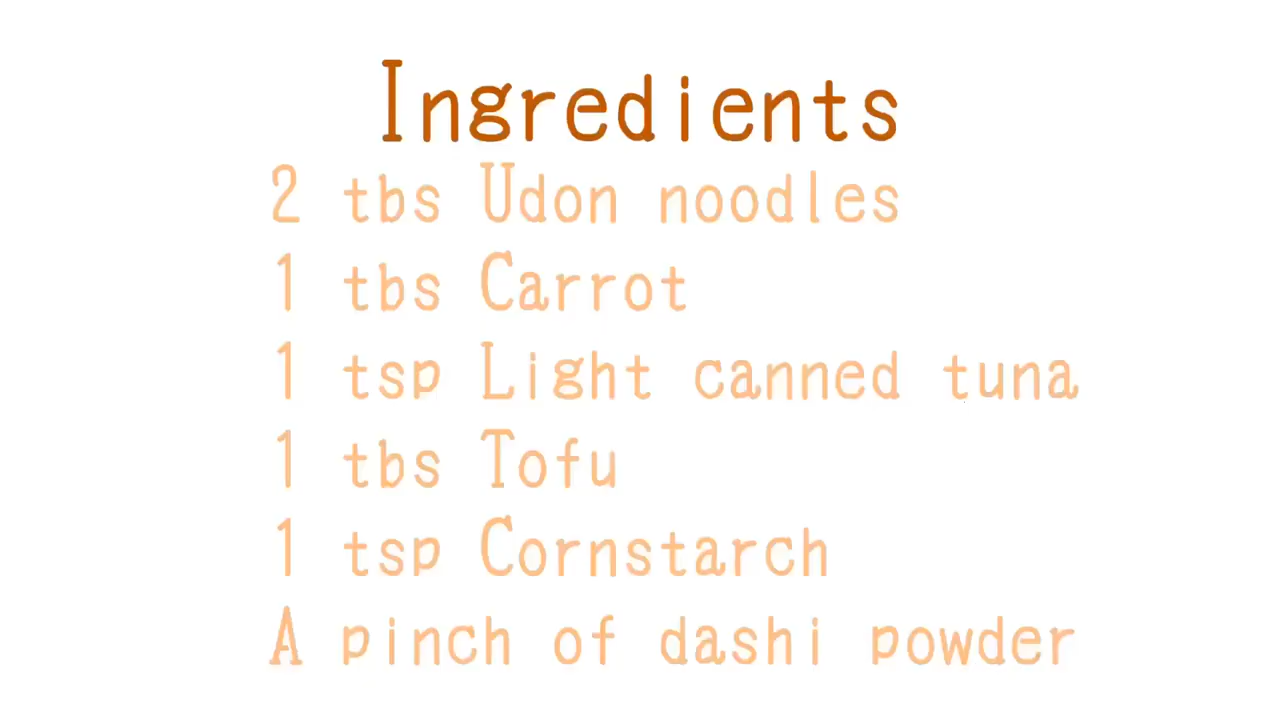 Ingredients
2 tbs Udon noodles
1 tbs Carrot
1 tsp Light canned tuna
1 tbs Tofu
1 tsp Cornstarch
A pinch of dashi powder